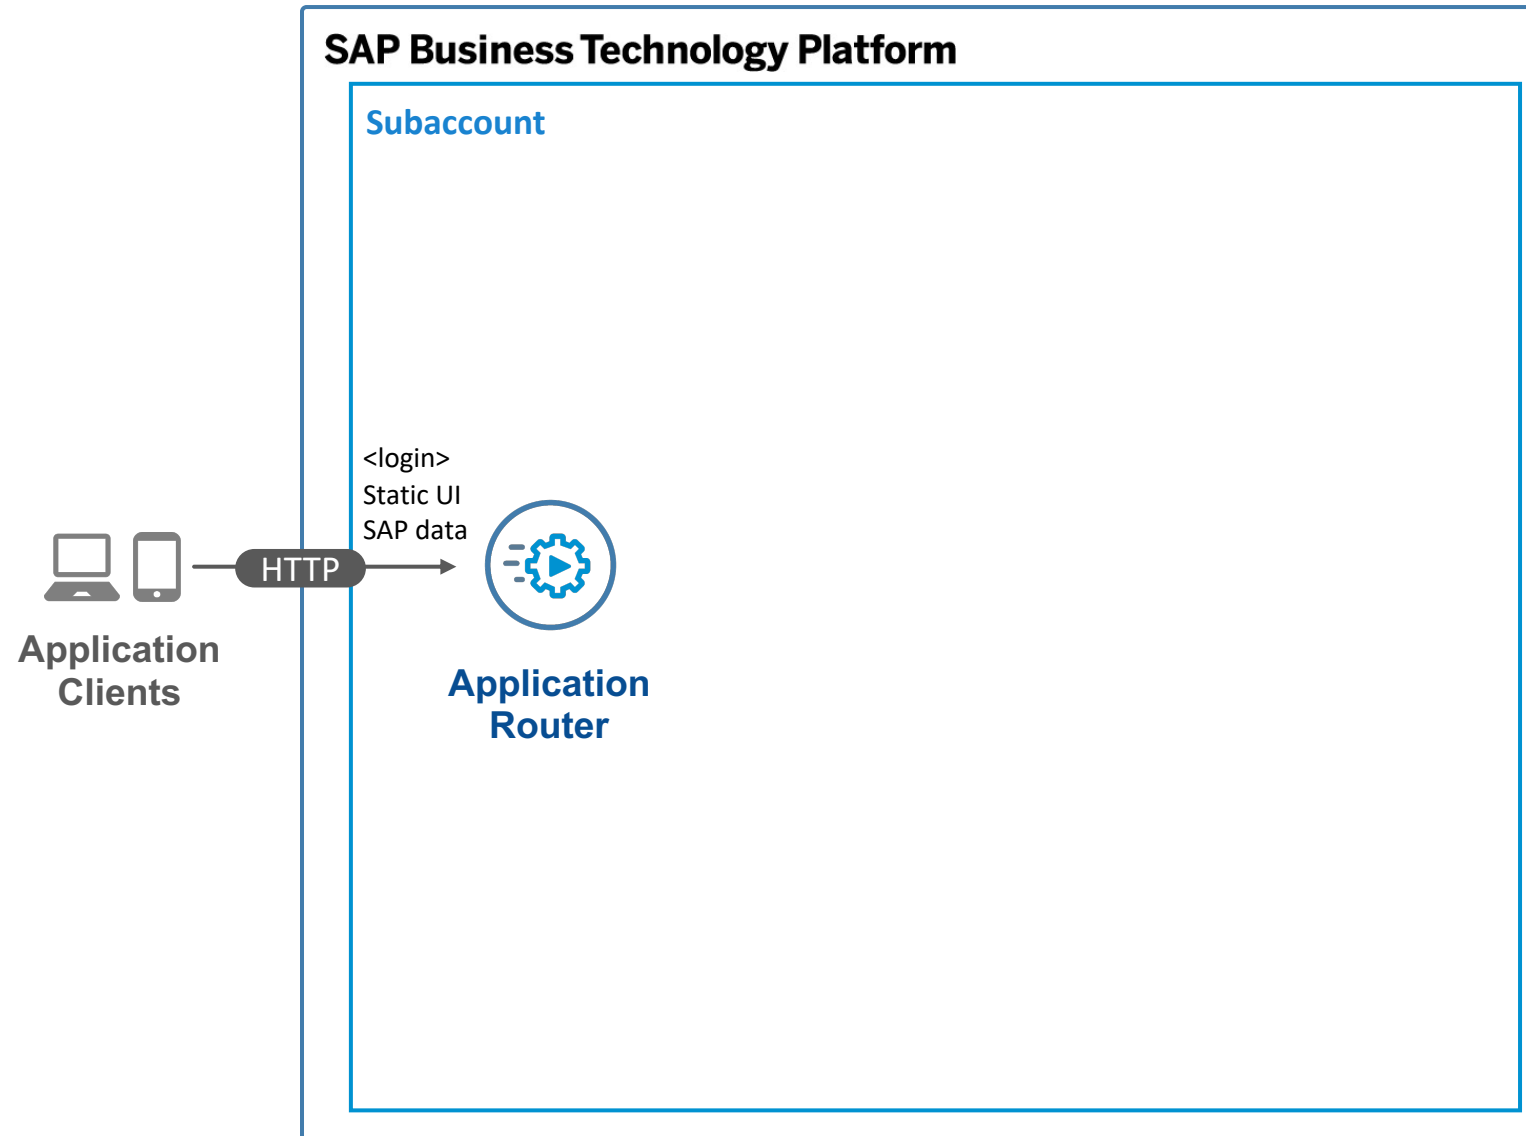 SAP Business Technology Platform
Subaccount
<login>
Static UI
SAP data
HTTP
Application
Clients
Application
Router